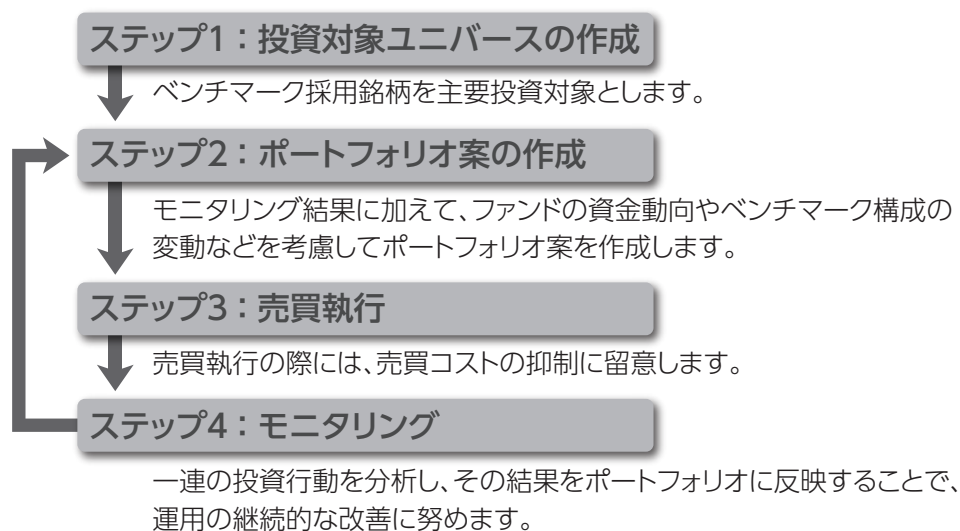 ステップ1：投資対象ユニバースの作成
ベンチマーク採用銘柄を主要投資対象とします。
ステップ2：ポートフォリオ案の作成
モニタリング結果に加えて、ファンドの資金動向やベンチマーク構成の
変動などを考慮してポートフォリオ案を作成します。
ステップ3：売買執行
売買執行の際には、売買コストの抑制に留意します。
ステップ4：モニタリング
一連の投資行動を分析し、その結果をポートフォリオに反映することで、
運用の継続的な改善に努めます。